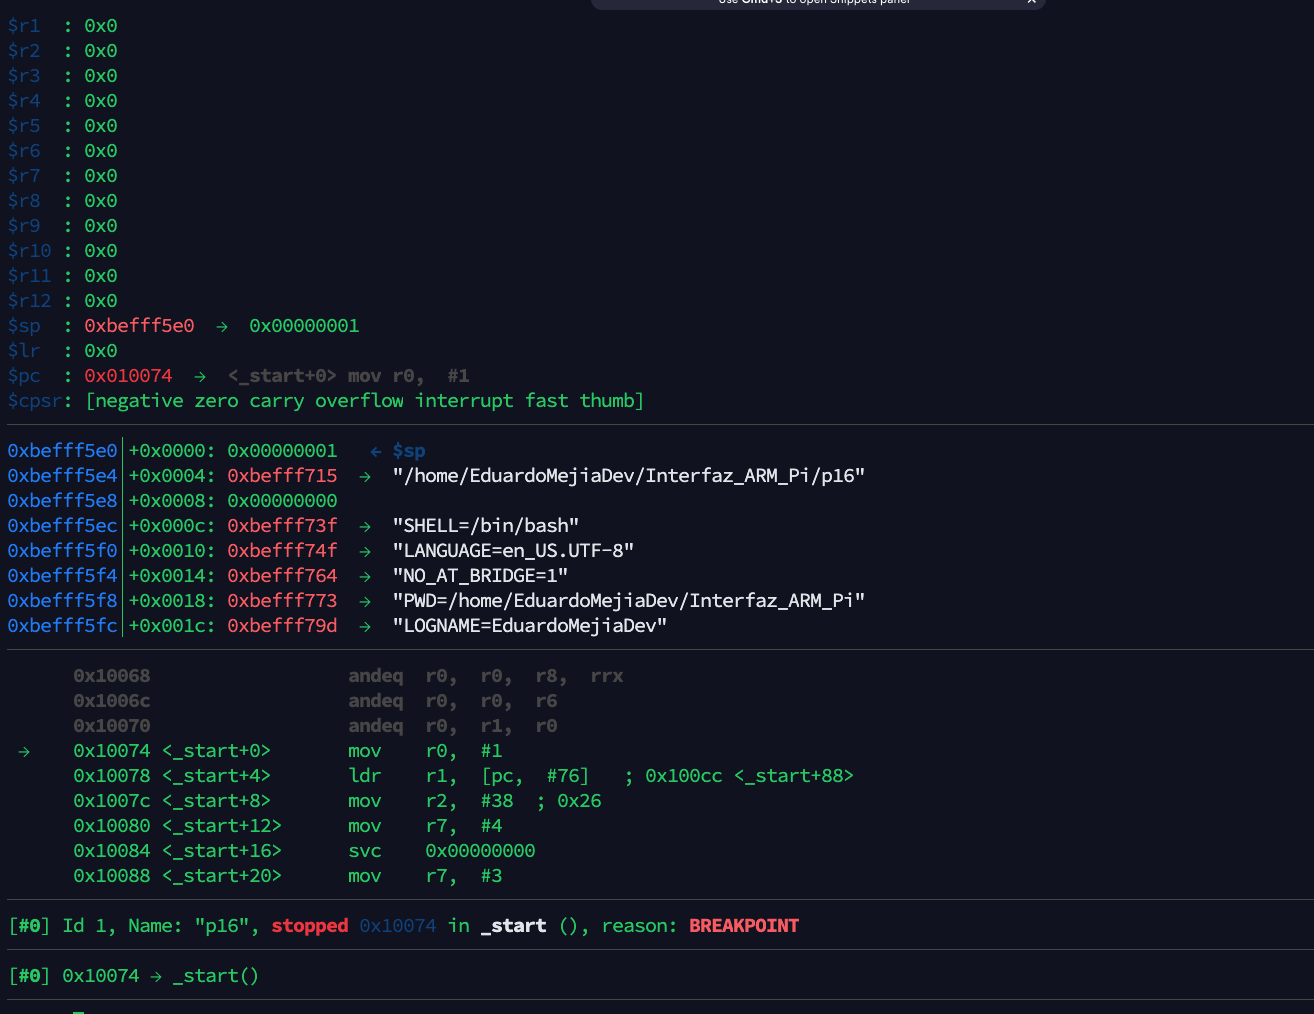 Use Cmd+S to open Snippets panel ×
$r1 : 0x0
$r2 : 0x0
$r3 : 0x0
$r4 : 0x0
$r5 : 0x0
$r6 : 0x0
$r7 : 0x0
$r8 : 0x0
$r9 : 0x0
$r10 : 0x0
$r11 : 0x0
$r12 : 0x0
$sp : 0xbefff5e0 → 0x00000001
$lr : 0x0
$pc : 0x010074 → <_start+0> mov r0, #1
$cpsr: [negative zero carry overflow interrupt fast thumb]
0xbefff5e0|+0x0000: 0x00000001 ← $sp
0xbefff5e4|+0x0004: 0xbefff715 → "/home/EduardoMejiaDev/Interfaz_ARM_Pi/p16"
0xbefff5e8|+0x0008: 0x00000000
0xbefff5ec|+0x000c: 0xbefff73f → "SHELL=/bin/bash"
0xbefff5f0|+0x0010: 0xbefff74f → "LANGUAGE=en_US.UTF-8"
0xbefff5f4|+0x0014: 0xbefff764 → "NO_AT_BRIDGE=1"
0xbefff5f8|+0x0018: 0xbefff773 → "PWD=/home/EduardoMejiaDev/Interfaz_ARM_Pi"
0xbefff5fc|+0x001c: 0xbefff79d → "LOGNAME=EduardoMejiaDev"
0x10068 andeq r0, r0, r8, rrx
0x1006c andeq r0, r0, r6
0x10070 andeq r0, r1, r0
→ 0x10074 <_start+0> mov r0, #1
0x10078 <_start+4> ldr r1, [pc, #76] ; 0x100cc <_start+88>
0x1007c <_start+8> mov r2, #38 ; 0x26
0x10080 <_start+12> mov r7, #4
0x10084 <_start+16> svc 0x00000000
0x10088 <_start+20> mov r7, #3
[#0] Id 1, Name: "p16", stopped 0x10074 in _start (), reason: BREAKPOINT
[#0] 0x10074 → _start()